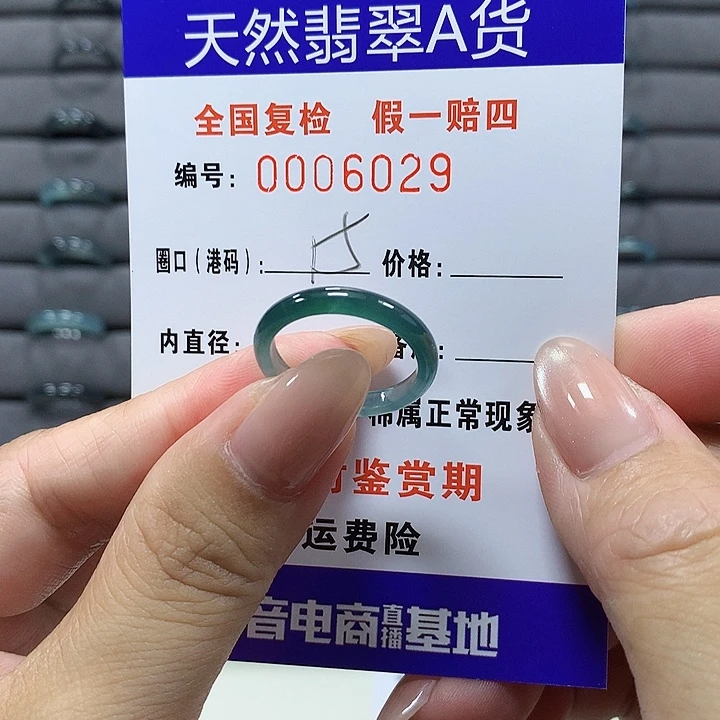 天然翡翠A货
全国复检 假一赔四
编号: 0006029
圈口(港码): 价格:
内直径:
属正常现象
鉴赏期
运费险
音电商直播基地